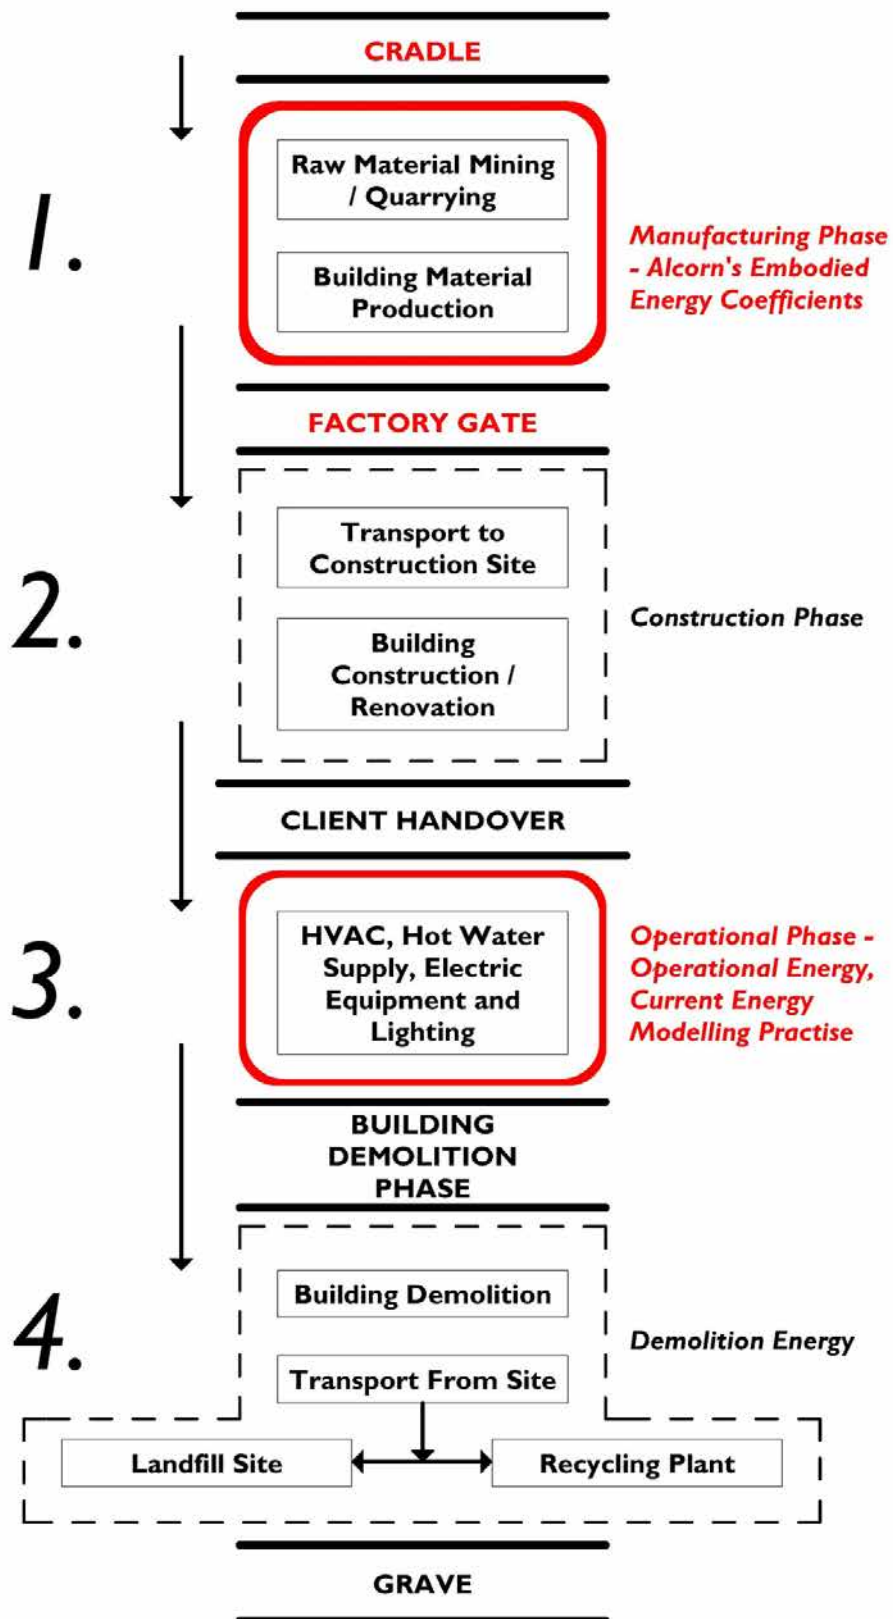 CRADLE
1.
Raw Material Mining
/ Quarrying
Building Material
Production
Manufacturing Phase
- Alcorn's Embodied
Energy Coefficients
FACTORY GATE
2.
Transport to
Construction Site
Building
Construction /
Renovation
Construction Phase
CLIENT HANDOVER
3.
HVAC, Hot Water
Supply, Electric
Equipment and
Lighting
Operational Phase -
Operational Energy,
Current Energy
Modelling Practise
BUILDING
DEMOLITION
PHASE
4.
Building Demolition
Transport From Site
Demolition Energy
Landfill Site
Recycling Plant
GRAVE